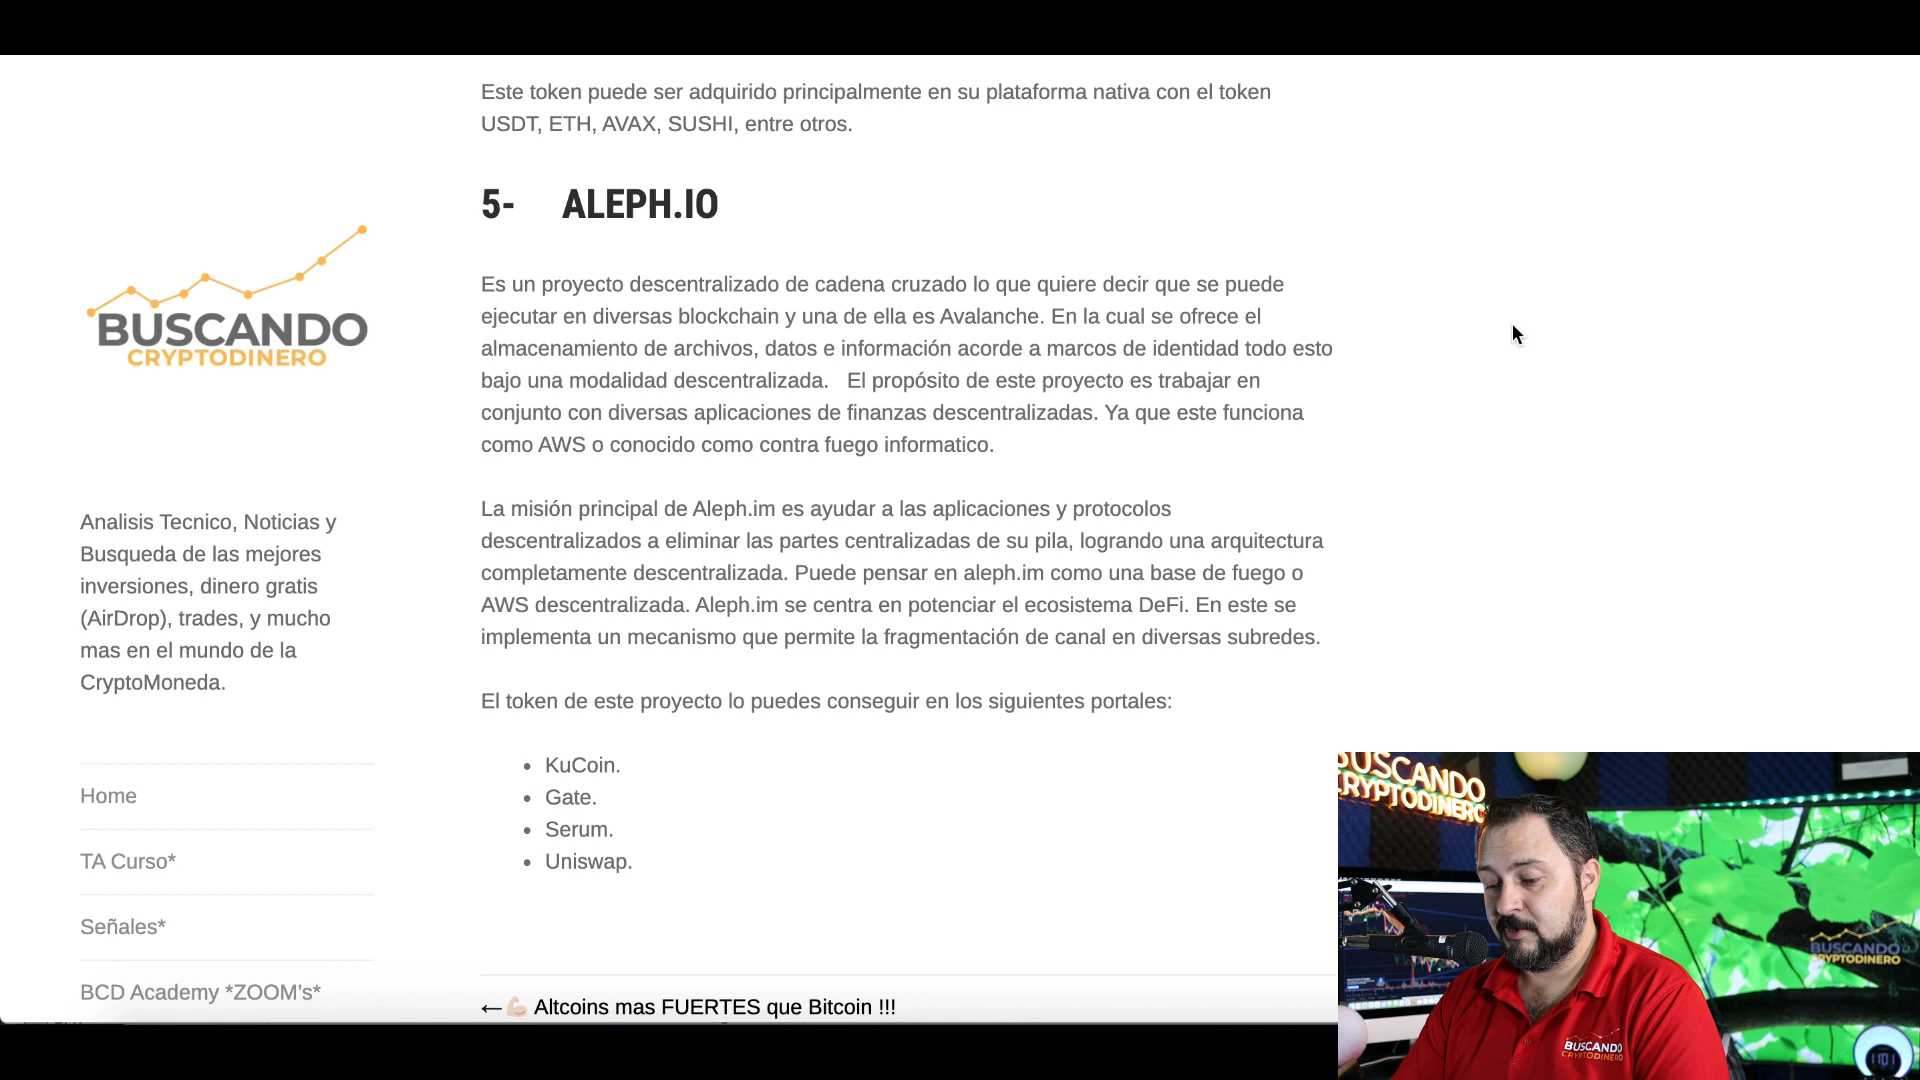 Este token puede ser adquirido principalmente en su plataforma nativa con el token
USDT, ETH, AVAX, SUSHI, entre otros.
5- ALEPH.IO
Es un proyecto descentralizado de cadena cruzado lo que quiere decir que se puede
ejecutar en diversas blockchain y una de ella es Avalanche. En la cual se ofrece el
almacenamiento de archivos, datos e información acorde a marcos de identidad todo esto
bajo una modalidad descentralizada. El propósito de este proyecto es trabajar en
conjunto con diversas aplicaciones de finanzas descentralizadas. Ya que este funciona
como AWS o conocido como contra fuego informatico.
La misión principal de Aleph.im es ayudar a las aplicaciones y protocolos
descentralizados a eliminar las partes centralizadas de su pila, logrando una arquitectura
completamente descentralizada. Puede pensar en aleph.im como una base de fuego o
AWS descentralizada. Aleph.im se centra en potenciar el ecosistema DeFi. En este se
implementa un mecanismo que permite la fragmentación de canal en diversas subredes.
El token de este proyecto lo puedes conseguir en los siguientes portales:
• KuCoin.
• Gate.
• Serum.
• Uniswap.
←💪🏻 Altcoins mas FUERTES que Bitcoin !!!
BUSCANDO
CRYPTODINERO
Analisis Tecnico, Noticias y
Busqueda de las mejores
inversiones, dinero gratis
(AirDrop), trades, y mucho
mas en el mundo de la
CryptoMoneda.
Home
TA Curso*
Señales*
BCD Academy *ZOOM's*
BUSCANDO
CRYPTODINERO
BUSCANDO
CRYPTODINERO
BUSCANDO
CRYPTODINERO